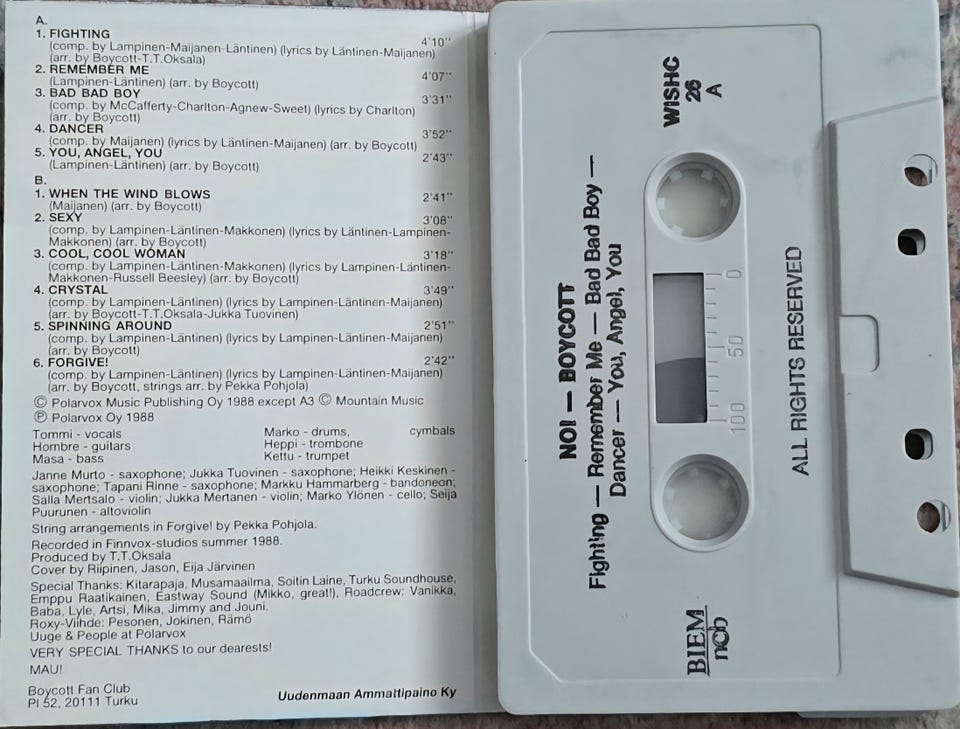 A.
1. FIGHTING 4'10"
(comp. by Lampinen-Maijanen-Läntinen) (lyrics by Läntinen-Maijanen)
(arr. by Boycott-T.T.Oksala)
2. REMEMBER ME 4'07"
(Lampinen-Läntinen) (arr. by Boycott)
3. BAD BAD BOY 3'31"
(comp. by McCafferty-Charlton-Agnew-Sweet) (lyrics by Charlton)
(arr. by Boycott)
4. DANCER 3'52"
(comp. by Maijanen) (lyrics by Läntinen-Maijanen) (arr. by Boycott)
5. YOU, ANGEL, YOU 2'43"
(Lampinen-Läntinen) (arr. by Boycott)
B.
1. WHEN THE WIND BLOWS 2'41"
(Maijanen) (arr. by Boycott)
2. SEXY 3'08"
(comp. by Lampinen-Läntinen-Makkonen) (lyrics by Läntinen-Lampinen-
Makkonen) (arr. by Boycott)
3. COOL, COOL WOMAN 3'18"
(comp. by Lampinen-Läntinen-Makkonen) (lyrics by Lampinen-Läntinen-
Makkonen-Russell Beesley) (arr. by Boycott)
4. CRYSTAL 3'49"
(comp. by Lampinen-Läntinen) (lyrics by Lampinen-Läntinen-Maijanen)
(arr. by Boycott-T.T.Oksala-Jukka Tuovinen)
5. SPINNING AROUND 2'51"
(comp. by Lampinen-Läntinen) (lyrics by Lampinen-Läntinen-Maijanen)
(arr. by Boycott)
6. FORGIVE! 2'42"
(comp. by Lampinen-Läntinen) (lyrics by Lampinen-Läntinen-Maijanen)
(arr. by Boycott, strings arr. by Pekka Pohjola)
© Polarvox Music Publishing Oy 1988 except A3 © Mountain Music
℗ Polarvox Oy 1988
Tommi - vocals
Hombre - guitars
Masa - bass
Marko - drums, cymbals
Heppi - trombone
Kettu - trumpet
Janne Murto - saxophone; Jukka Tuovinen - saxophone; Heikki Keskinen -
saxophone; Tapani Rinne - saxophone; Markku Hammarberg - bandoneon;
Salla Mertsalo - violin; Jukka Mertanen - violin; Marko Ylönen - cello; Seija
Puurunen - altoviolin
String arrangements in Forgive! by Pekka Pohjola.
Recorded in Finnvox-studios summer 1988.
Produced by T.T.Oksala
Cover by Riipinen, Jason, Eija Järvinen
Special Thanks: Kitarapaja, Musamaailma, Soitin Laine, Turku Soundhouse,
Emppu Raatikainen, Eastway Sound (Mikko, great!), Roadcrew: Vanikka,
Baba, Lyle, Artsi, Mika, Jimmy and Jouni.
Roxy-Viihde: Pesonen, Jokinen, Rämö
Uuge & People at Polarvox
VERY SPECIAL THANKS to our dearests!
MAU!
Boycott Fan Club
Pl 52, 20111 Turku
Uudenmaan Ammattipaino Ky
WISHC
26
A
NO! — BOYCOTT
Fighting — Remember Me — Bad Bad Boy —
Dancer — You, Angel, You
BIEM
ncb
0
50
100
ALL RIGHTS RESERVED